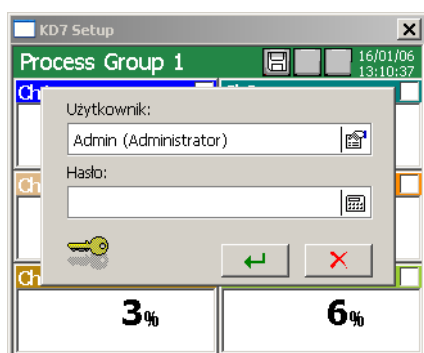 KD7 Setup
Process Group 1
16/01/06
13:10:37
Użytkownik:
Admin (Administrator)
Hasło:
3%
6%